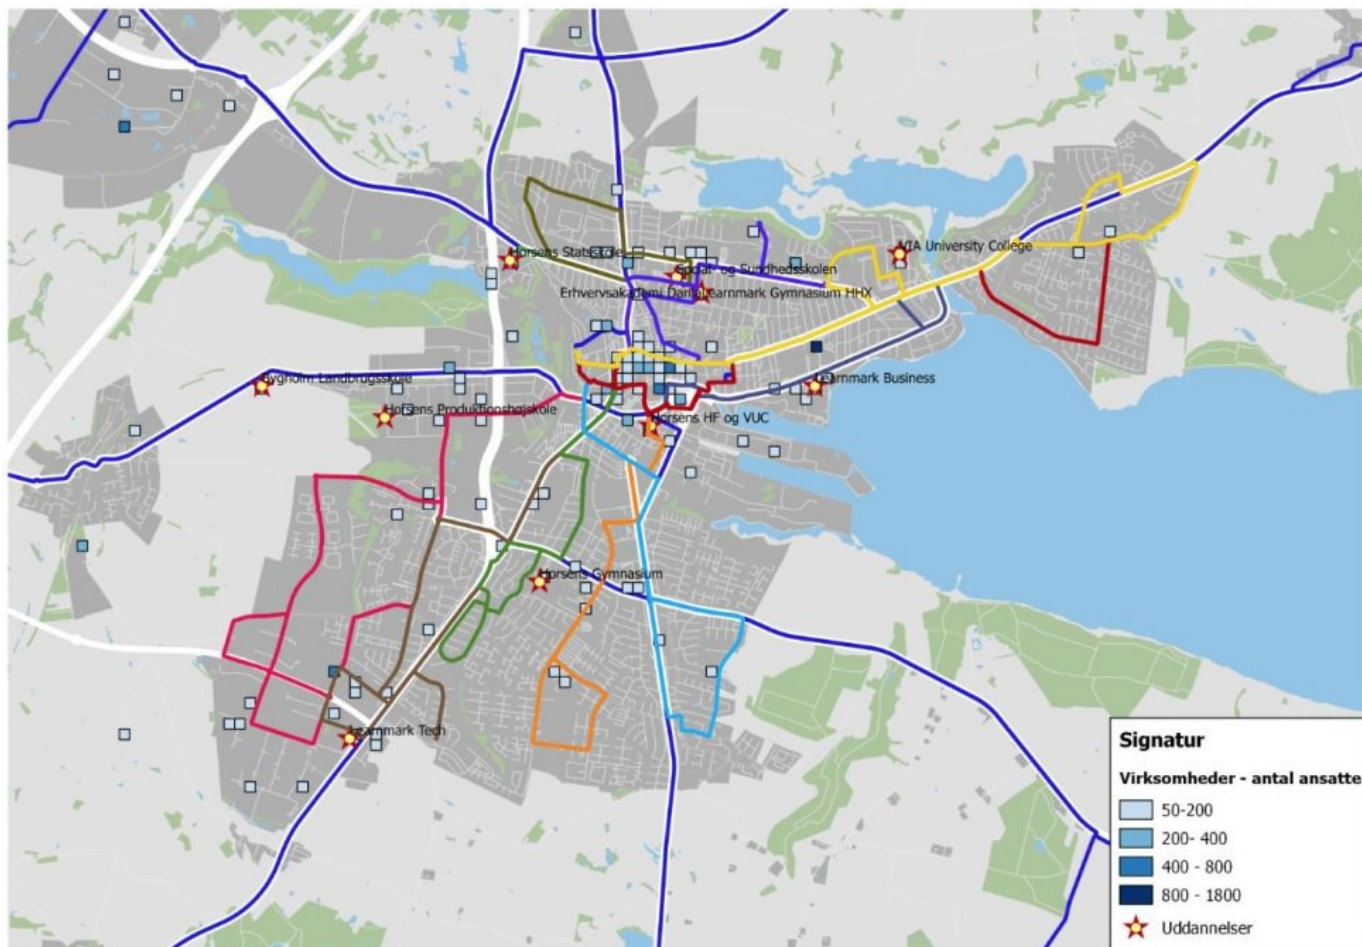 Horsens Statsskole
VIA University College
Social- og Sundhedsskolen
Erhvervsakademi Dania
Learnmark Gymnasium HHX
Bygholm Landbrugsskole
Learnmark Business
Horsens Produktionshøjskole
Horsens HF og VUC
Horsens Gymnasium
Learnmark Tech
Signatur
Virksomheder - antal ansatte
50-200
200- 400
400 - 800
800 - 1800
Uddannelser